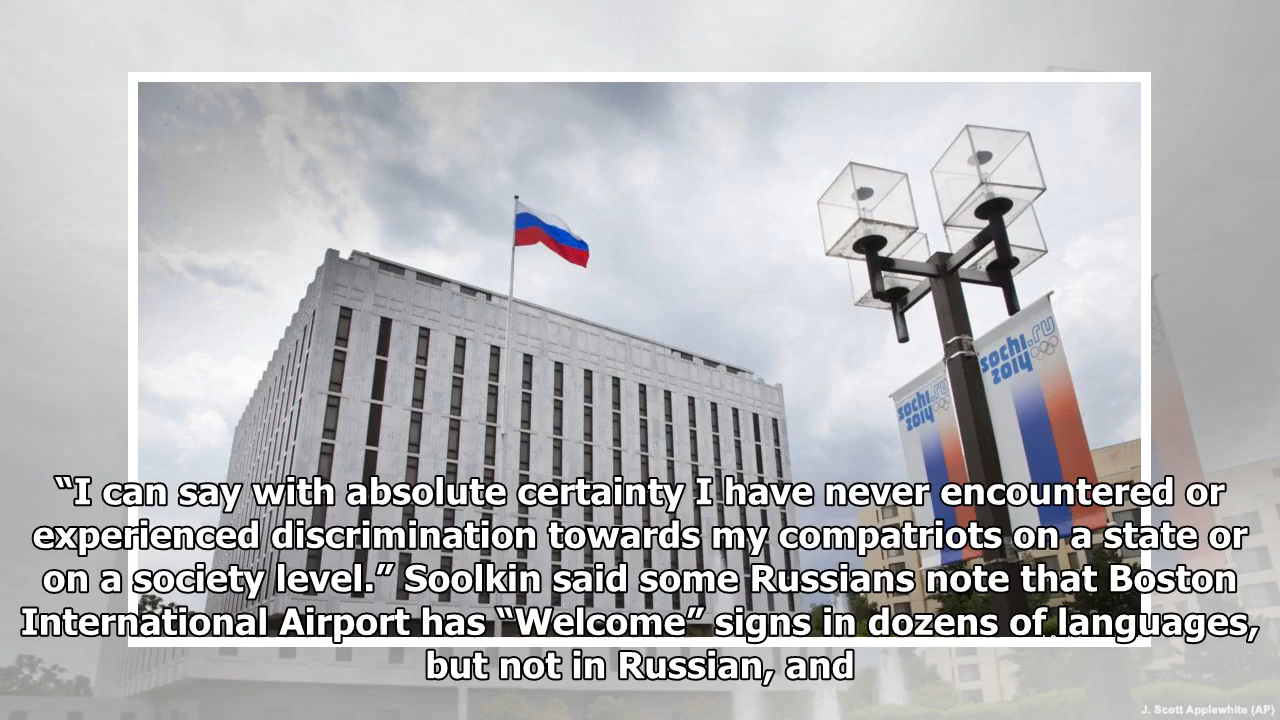 sochi.ru
2014
sochi.ru
2014
“I can say with absolute certainty I have never encountered or
experienced discrimination towards my compatriots on a state or
on a society level.” Soolkin said some Russians note that Boston
International Airport has “Welcome” signs in dozens of languages,
but not in Russian, and
J. Scott Applewhite (AP)